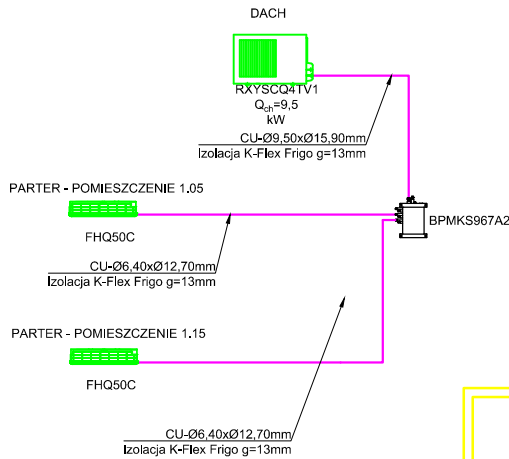 DACH
RXYSCQ4TV1
Qch=9,5
kW
CU-Ø9,50xØ15,90mm
Izolacja K-Flex Frigo g=13mm
PARTER - POMIESZCZENIE 1.05
FHQ50C
BPMKS967A2
CU-Ø6,40xØ12,70mm
Izolacja K-Flex Frigo g=13mm
PARTER - POMIESZCZENIE 1.15
FHQ50C
CU-Ø6,40xØ12,70mm
Izolacja K-Flex Frigo g=13mm